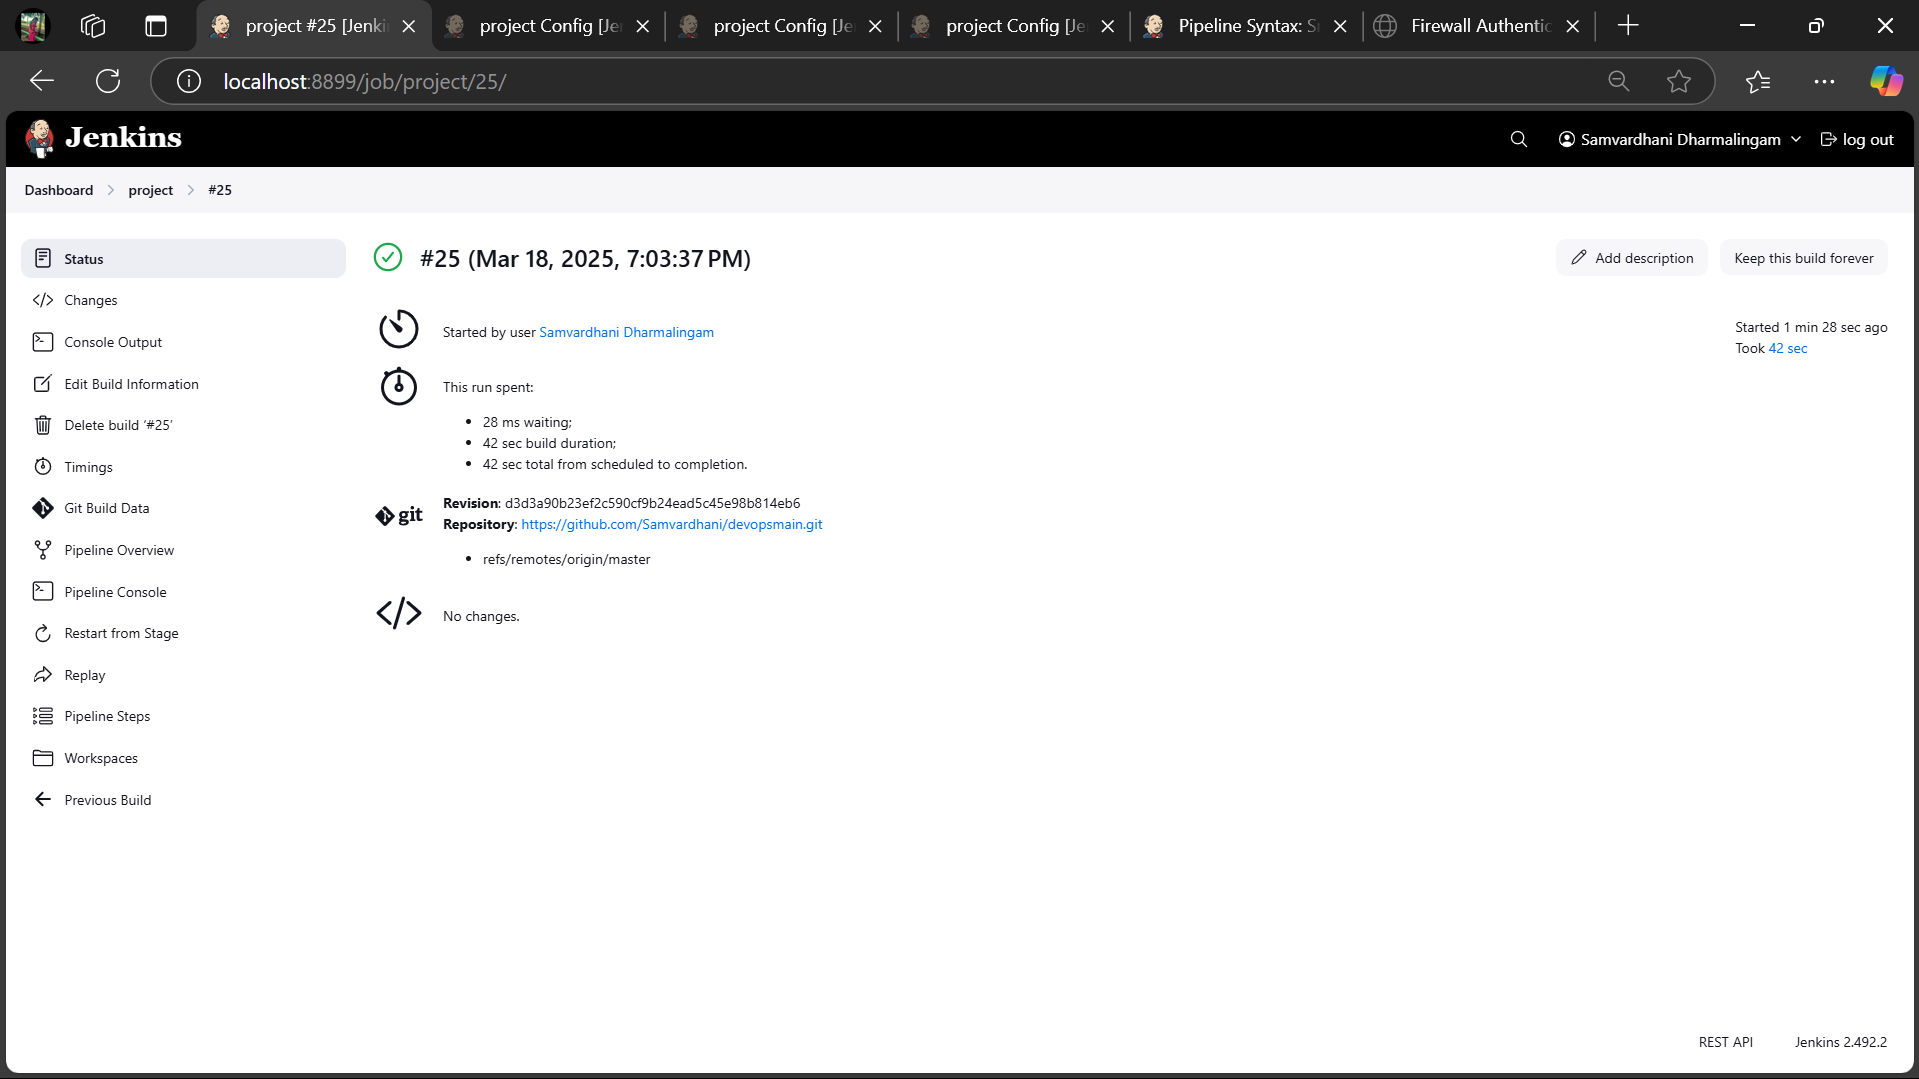 project #25 [Jenki
project Config [Je
project Config [Je
project Config [Je
Pipeline Syntax: S
Firewall Authentic
localhost:8899/job/project/25/
Jenkins
Samvardhani Dharmalingam
log out
Dashboard
project
#25
Status
Changes
Console Output
Edit Build Information
Delete build ‘#25’
Timings
Git Build Data
Pipeline Overview
Pipeline Console
Restart from Stage
Replay
Pipeline Steps
Workspaces
Previous Build
#25 (Mar 18, 2025, 7:03:37 PM)
Add description
Keep this build forever
Started by user Samvardhani Dharmalingam
Started 1 min 28 sec ago
Took 42 sec
This run spent:
28 ms waiting;
42 sec build duration;
42 sec total from scheduled to completion.
git
Revision: d3d3a90b23ef2c590cf9b24ead5c45e98b814eb6
Repository: https://github.com/Samvardhani/devopsmain.git
refs/remotes/origin/master
No changes.
REST API
Jenkins 2.492.2